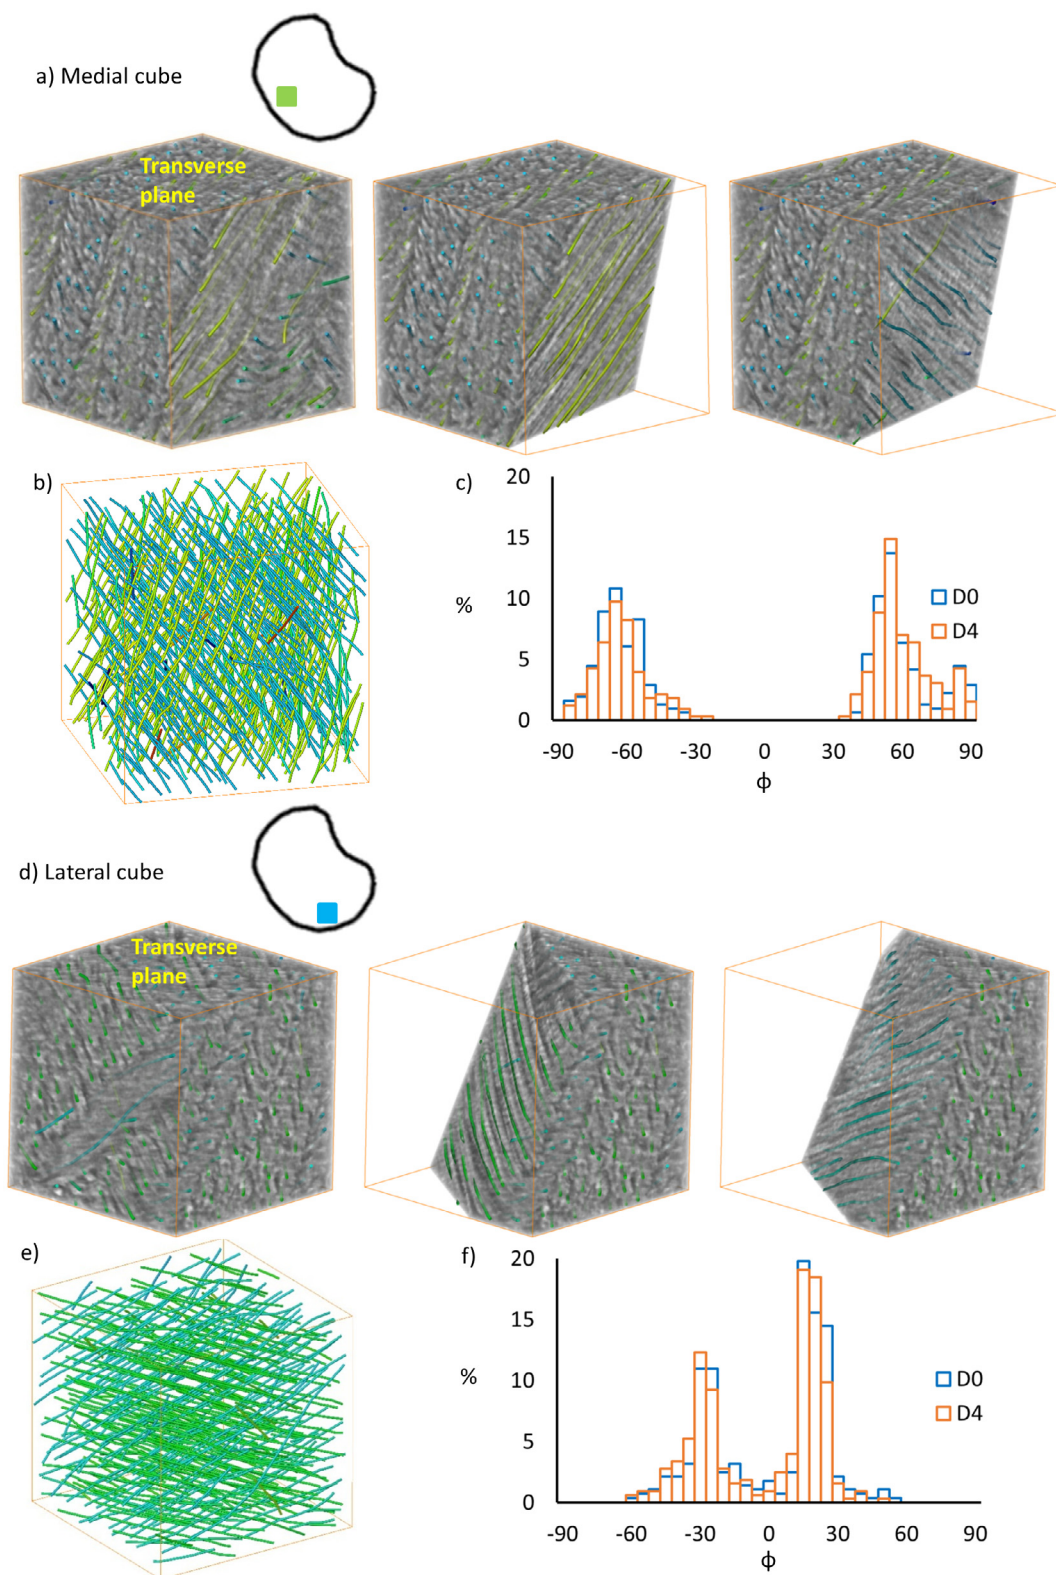 a) Medial cube
Transverse
plane
b)
c)
20
15
10
5
0
%
D0
D4
-90 -60 -30 0 30 60 90
ϕ
d) Lateral cube
Transverse
plane
e)
f)
20
15
10
5
0
%
D0
D4
-90 -60 -30 0 30 60 90
ϕ